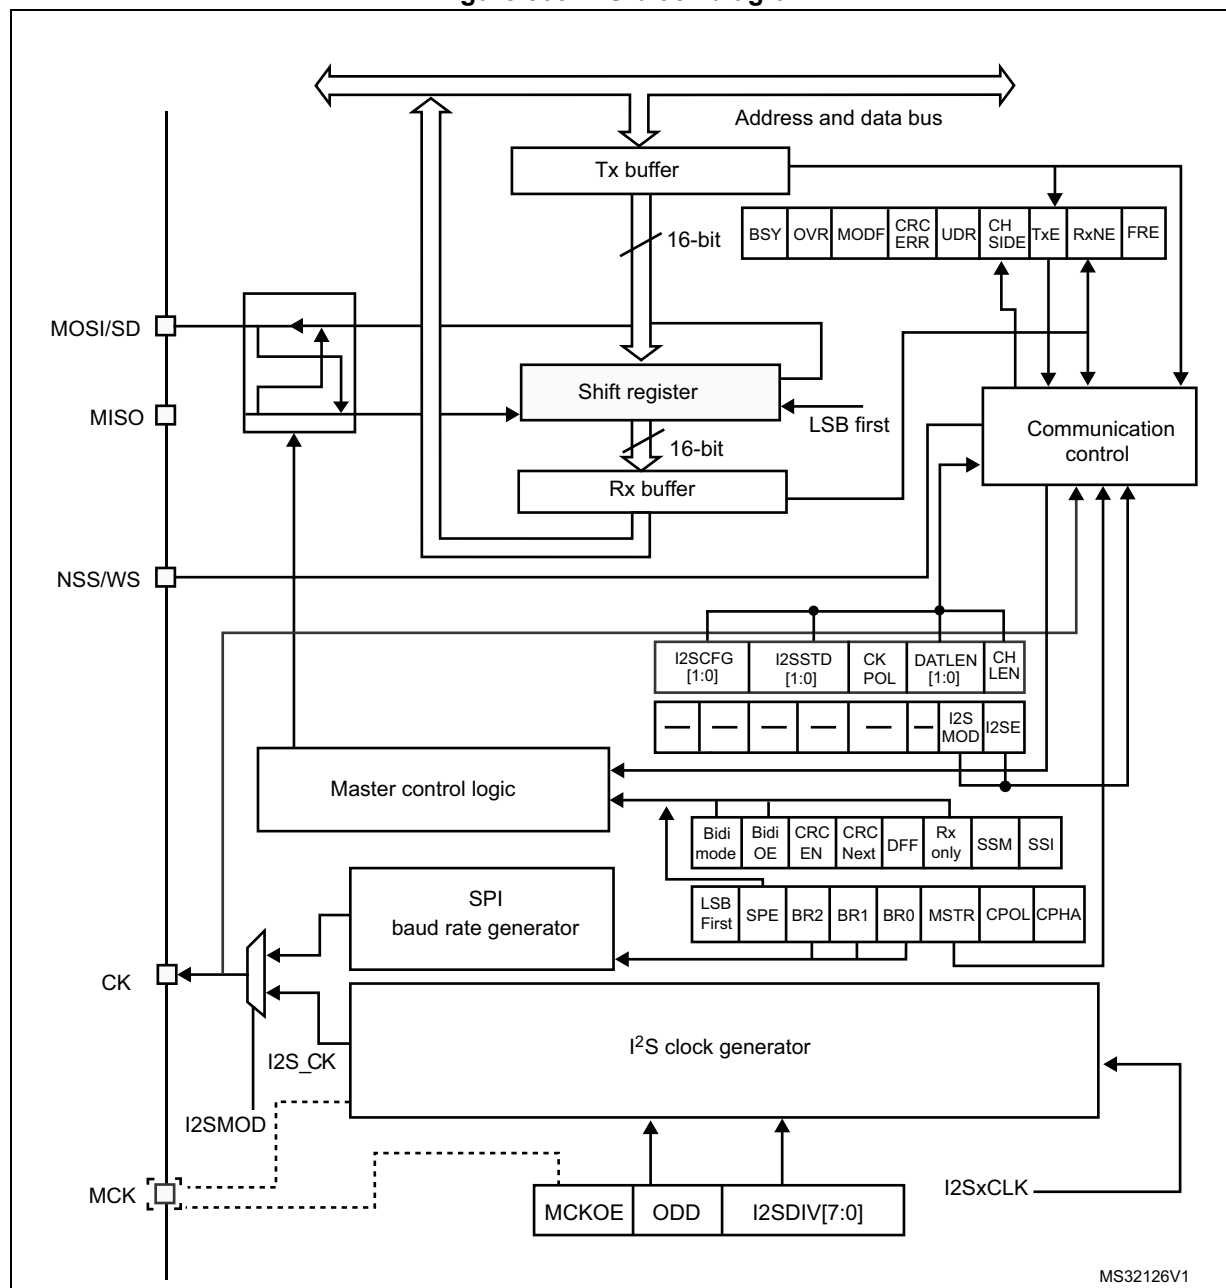 Address and data bus
Tx buffer
16-bit
BSY OVR MODF CRC ERR UDR CH SIDE TxE RxNE FRE
MOSI/SD
Shift register
MISO
LSB first
Communication
control
16-bit
Rx buffer
NSS/WS
I2SCFG [1:0] I2SSTD [1:0] CK POL DATLEN [1:0] CH LEN
I2S MOD I2SE
Master control logic
Bidi mode Bidi OE CRC EN CRC Next DFF Rx only SSM SSI
SPI
baud rate generator
LSB First SPE BR2 BR1 BR0 MSTR CPOL CPHA
CK
I²S clock generator
I2S_CK
I2SMOD
MCK
I2SxCLK
MCKOE ODD I2SDIV[7:0]
MS32126V1